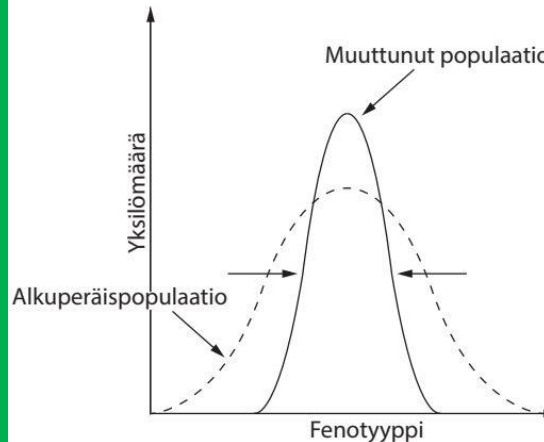 Muuttunut populaatio
Yksilömäärä
Alkuperäispopulaatio
Fenotyyppi